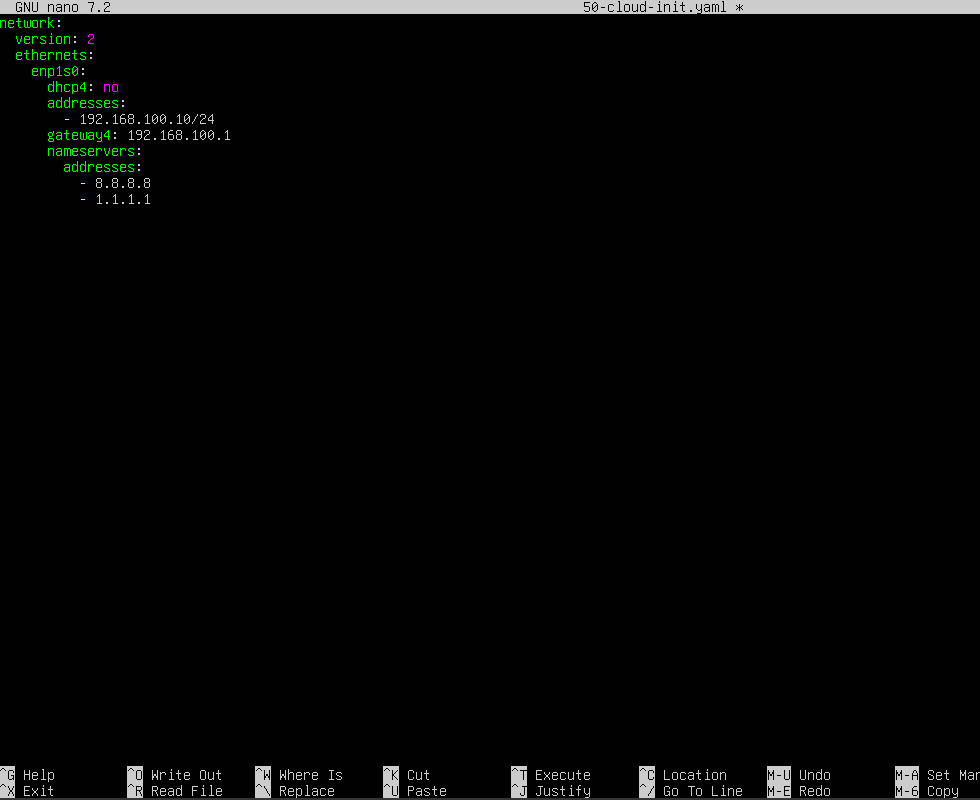 GNU nano 7.2 50-cloud-init.yaml *
network:
  version: 2
  ethernets:
    enp1s0:
      dhcp4: no
      addresses:
        - 192.168.100.10/24
      gateway4: 192.168.100.1
      nameservers:
        addresses:
          - 8.8.8.8
          - 1.1.1.1
^G Help ^O Write Out ^W Where Is ^K Cut ^T Execute ^C Location M-U Undo M-A Set Mar
^X Exit ^R Read File ^\ Replace ^U Paste ^J Justify ^/ Go To Line M-E Redo M-6 Copy